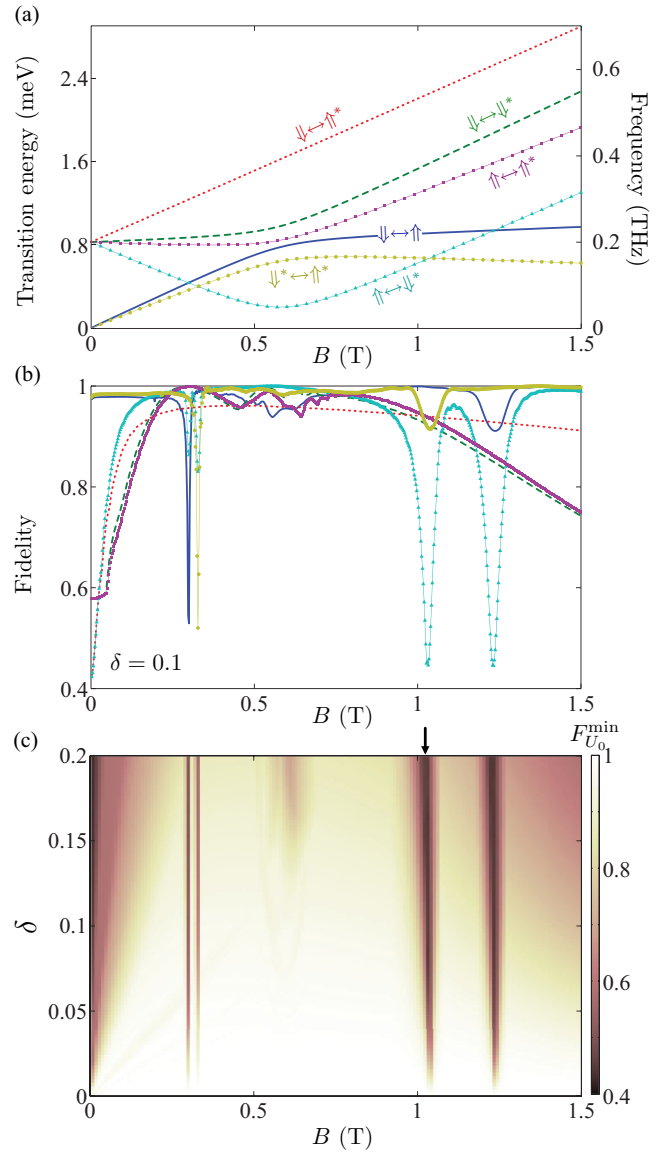 (a)
Transition energy (meV)
2.4
1.6
0.8
0
0.6
0.4
0.2
0
Frequency (THz)
⇓↔⇑*
⇓↔⇓*
⇑↔⇑*
⇓↔⇑
⇓*↔⇑*
⇑↔⇓*
0 0.5 1 1.5
B (T)
(b)
Fidelity
1
0.8
0.6
0.4
δ = 0.1
0 0.5 1 1.5
B (T)
(c)
F_{U_0}^{min}
δ
0.2
0.15
0.1
0.05
0
1
0.8
0.6
0.4
0 0.5 1 1.5
B (T)